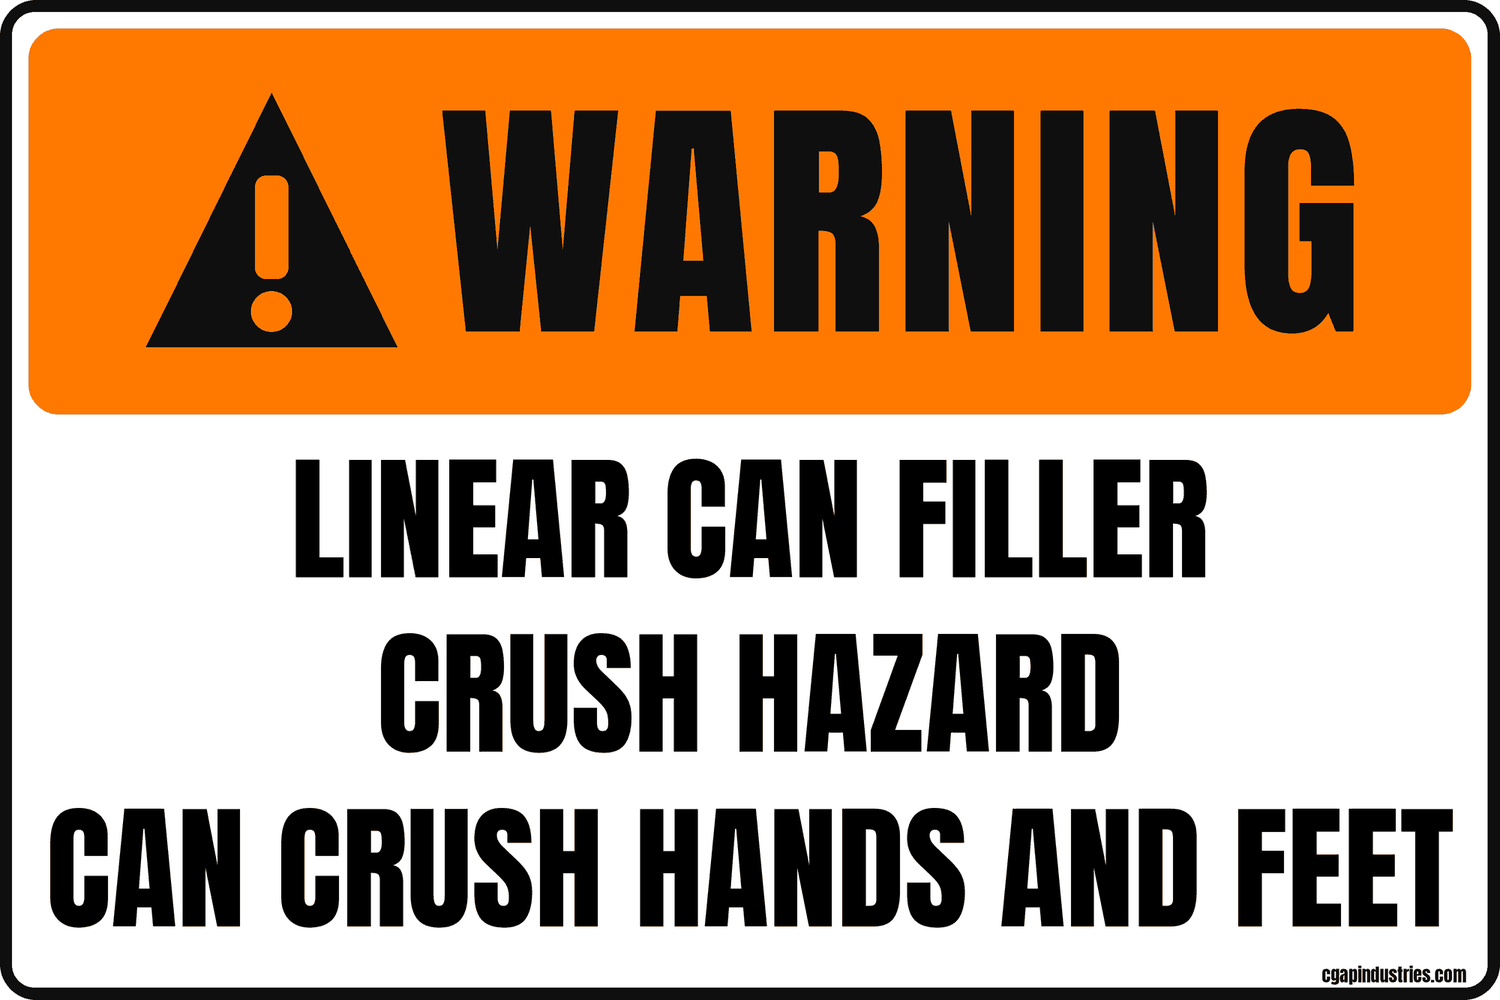 WARNING
LINEAR CAN FILLER
CRUSH HAZARD
CAN CRUSH HANDS AND FEET
cgapindustries.com